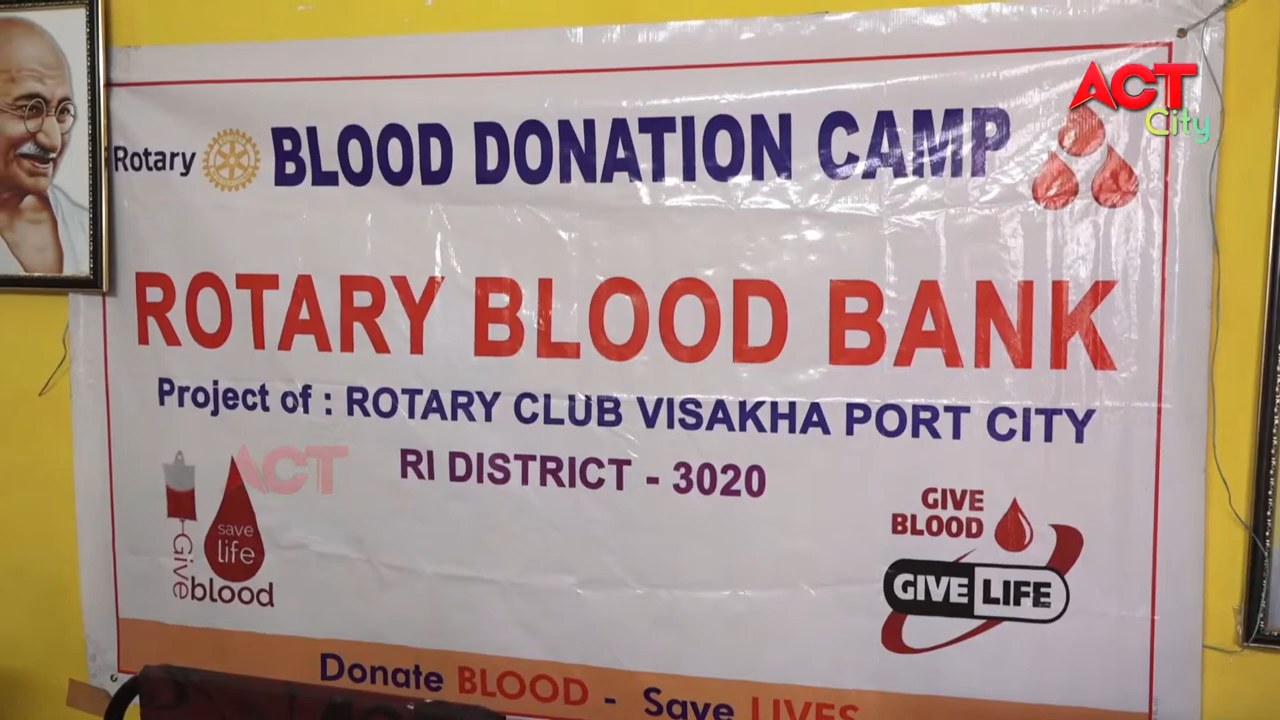 ACT
City
Rotary BLOOD DONATION CAMP
ROTARY BLOOD BANK
Project of : ROTARY CLUB VISAKHA PORT CITY
RI DISTRICT - 3020
ACT
save
life
Give
blood
GIVE
BLOOD
GIVE LIFE
Donate BLOOD - Save LIVES